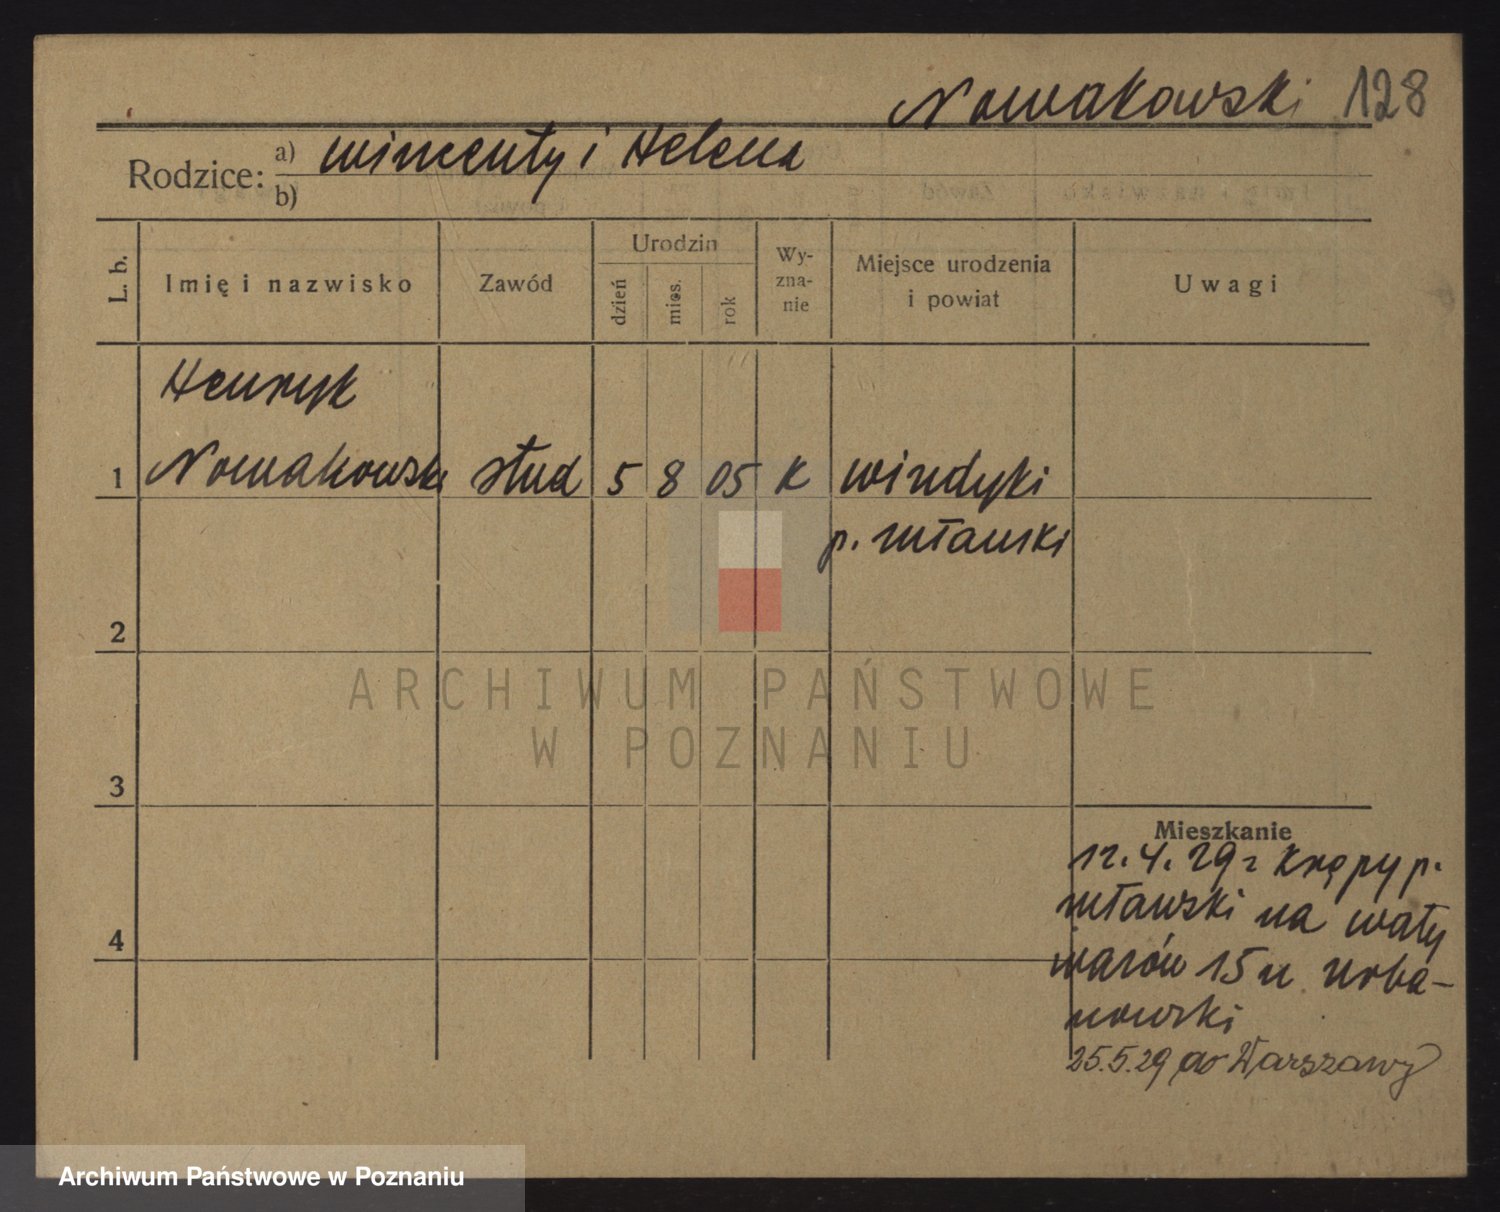 Nowakowski 128
Rodzice: a) Wincenty i Helena
b)
L. b.
Imię i nazwisko
Zawód
Urodzin
dzień
mies.
rok
Wy-
zna-
nie
Miejsce urodzenia
i powiat
Uwagi
Henryk
1 Nowakowski stud 5 8 05 K Windyki
p. mławski
2
ARCHIWUM PAŃSTWOWE
W POZNANIU
3
Mieszkanie
12.4.29 z Krępy p.
mławski na Wały
4
Wazów 15 u Urba-
nowski
25.5.29 do Warszawy
Archiwum Państwowe w Poznaniu